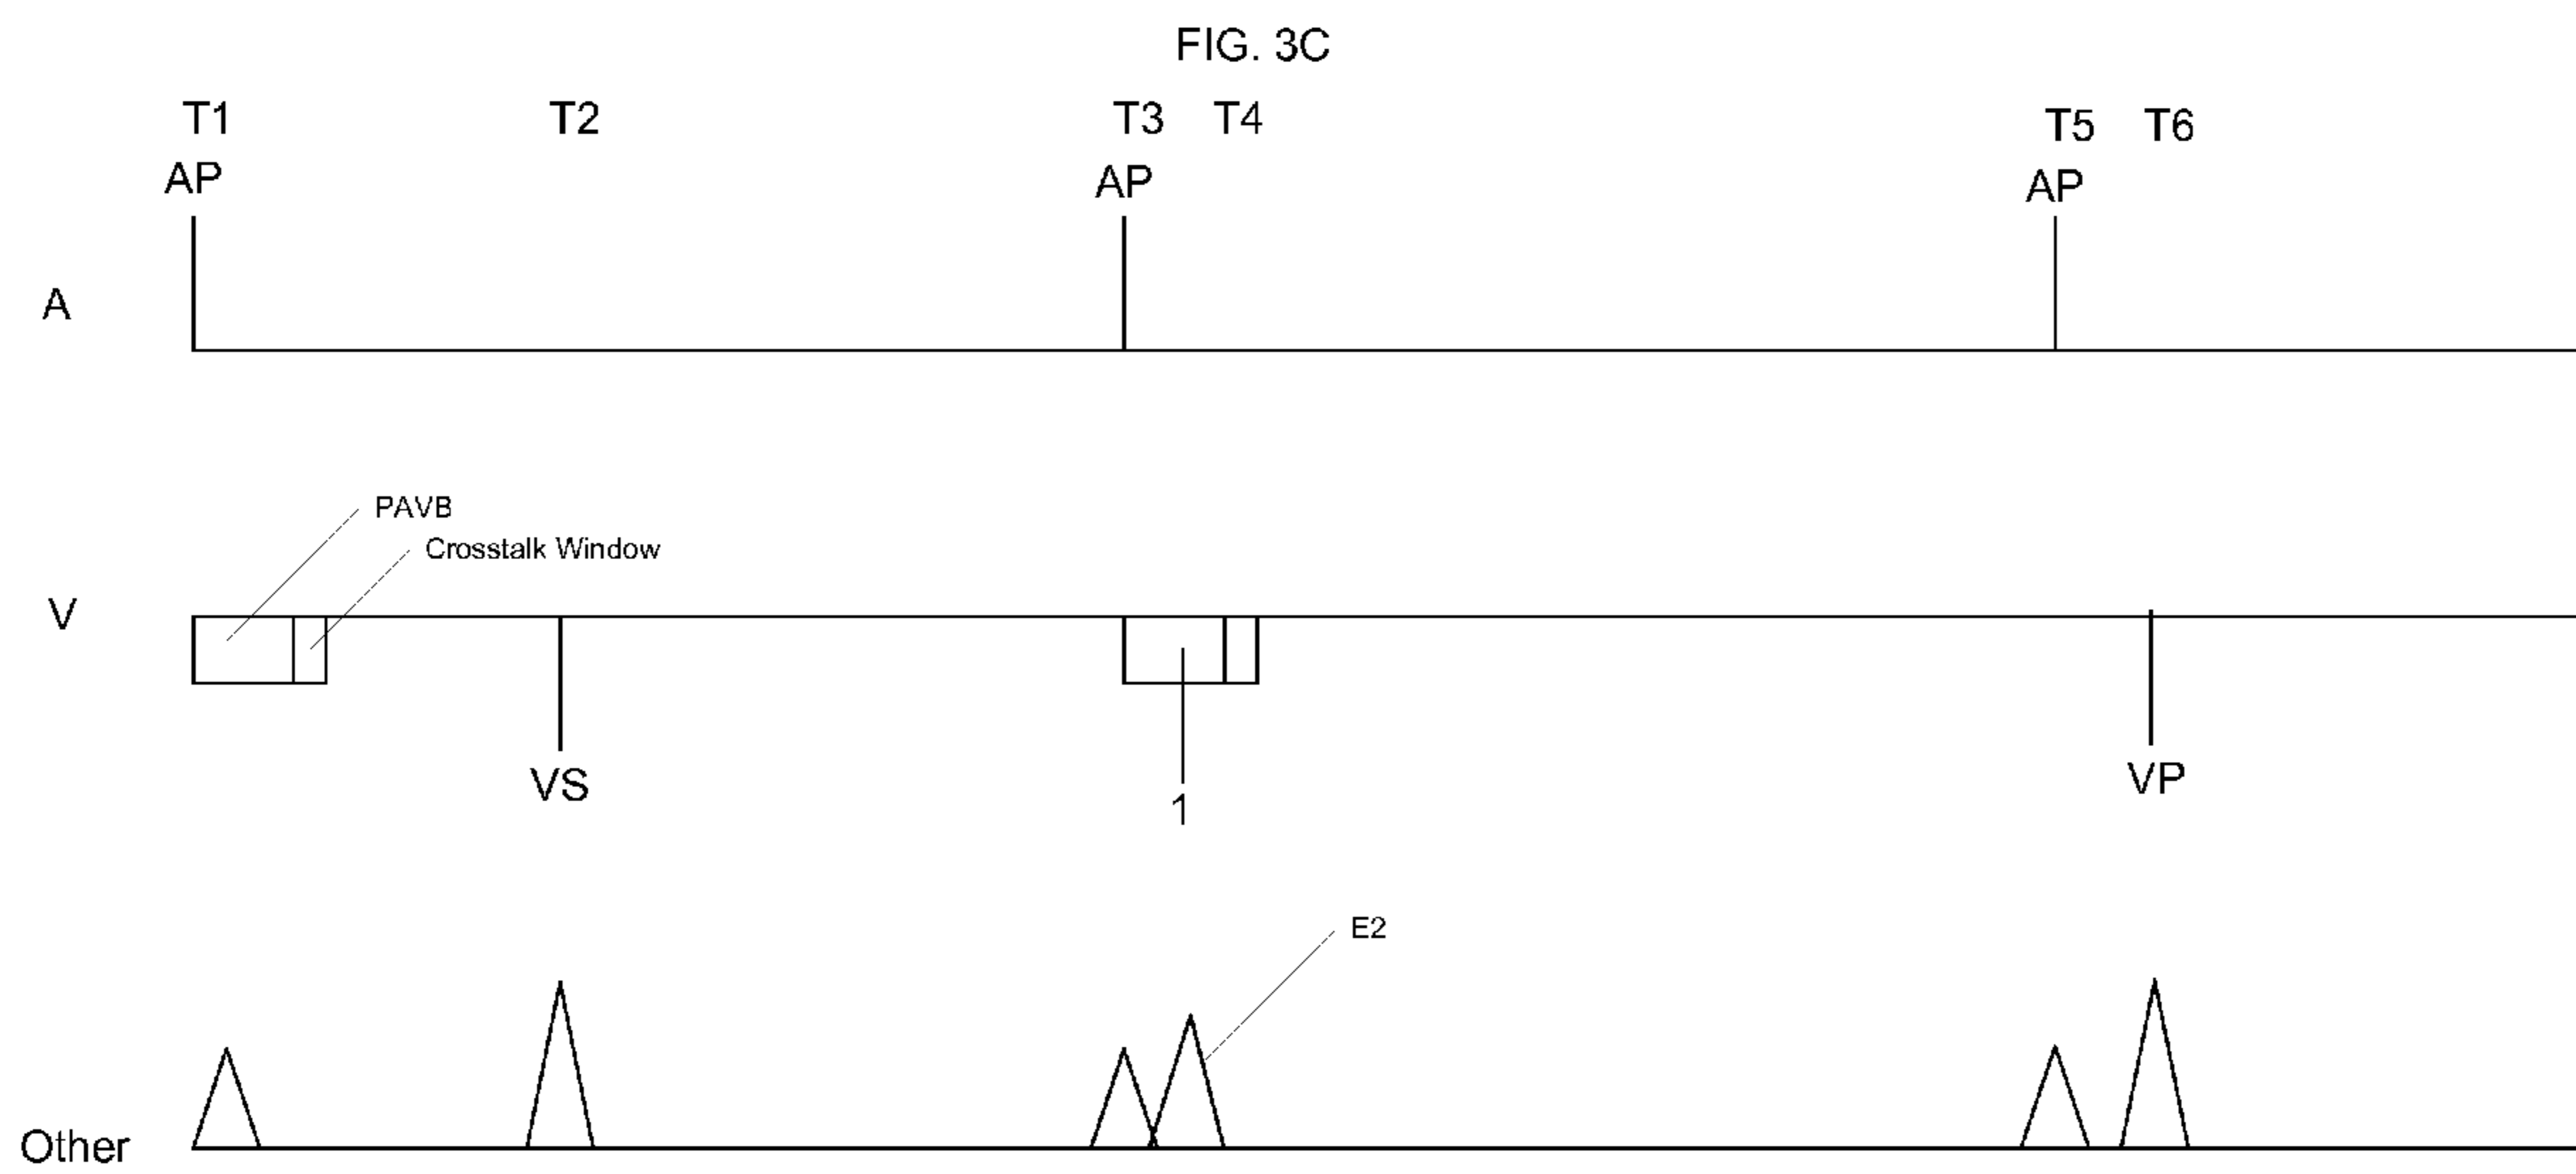 FIG. 3C
T1 T2 T3 T4 T5 T6
AP AP AP
A
PAVB
Crosstalk Window
V
VS 1 VP
E2
Other